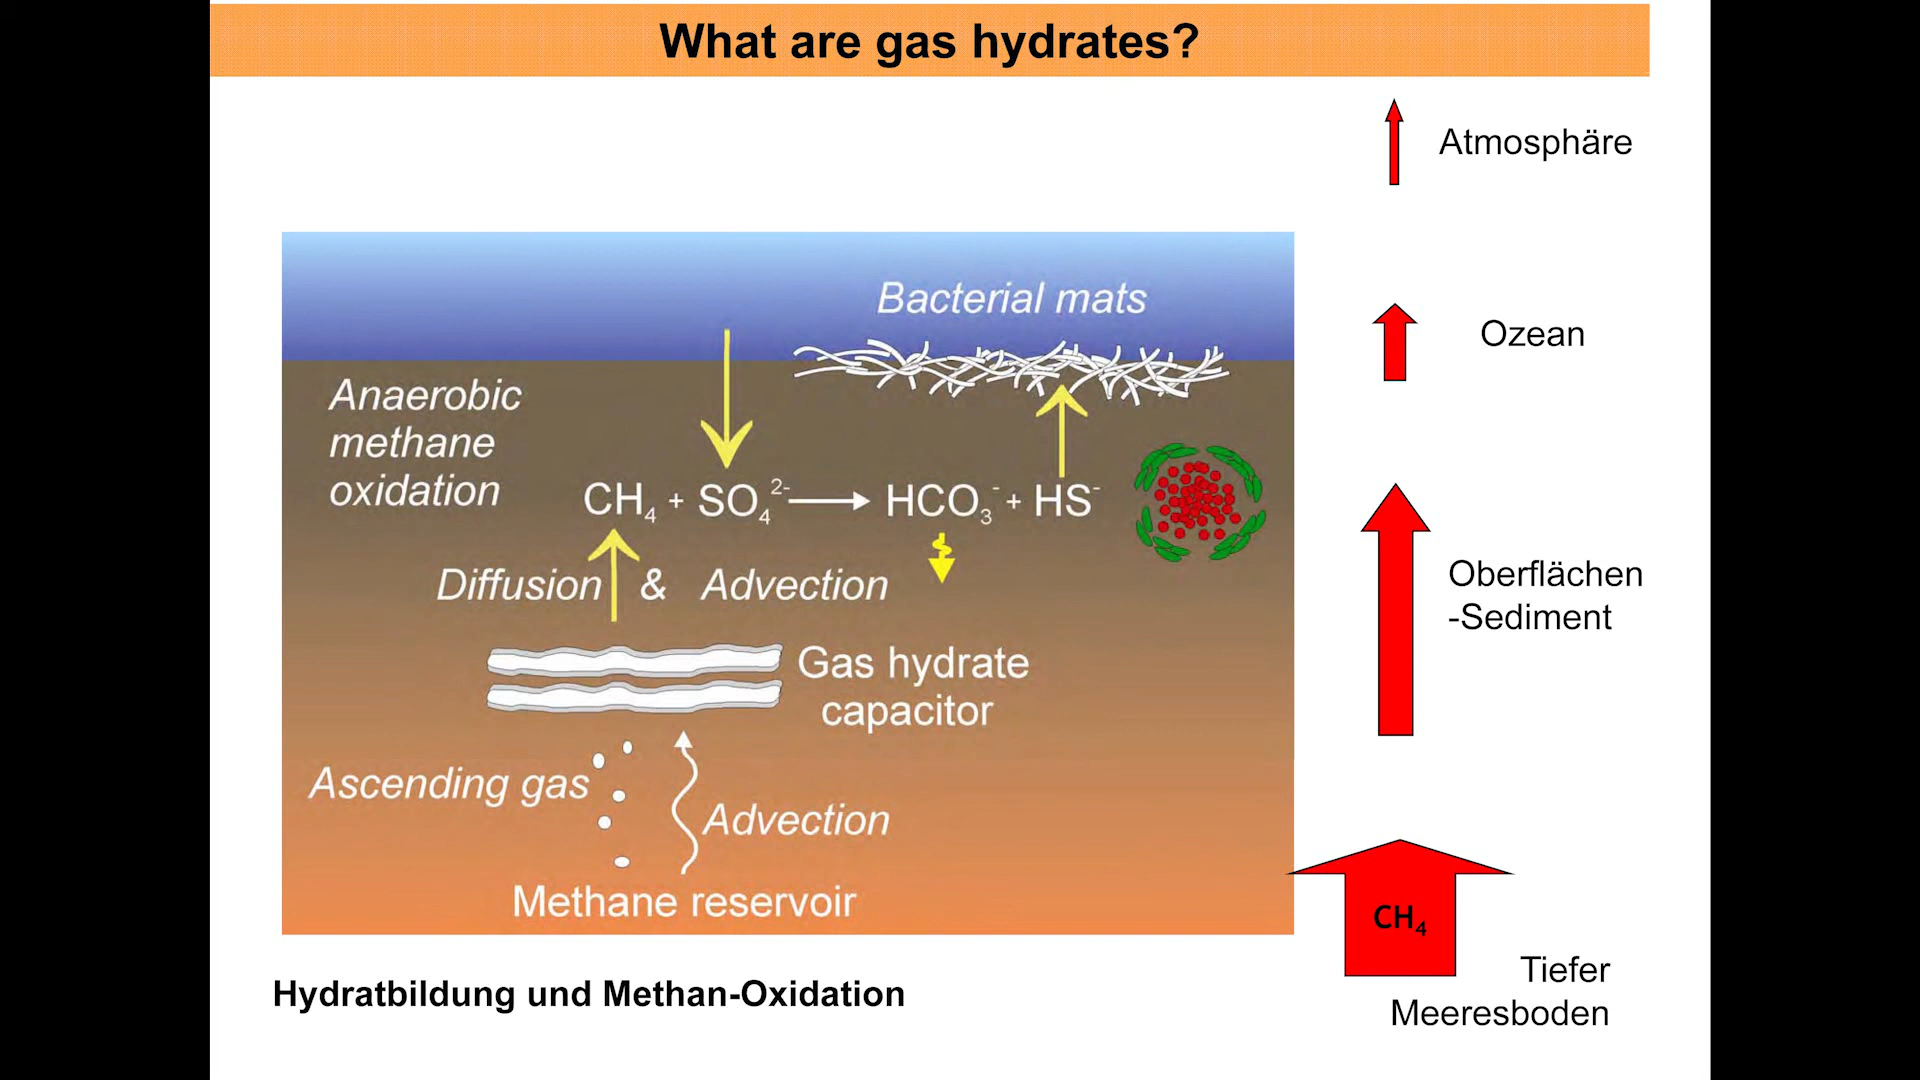 What are gas hydrates?
Atmosphäre
Bacterial mats
Ozean
Anaerobic
methane
oxidation
CH₄ + SO₄²⁻ → HCO₃⁻ + HS⁻
Diffusion & Advection
Oberflächen
-Sediment
Gas hydrate
capacitor
Ascending gas
Advection
Methane reservoir
CH₄
Tiefer
Meeresboden
Hydratbildung und Methan-Oxidation